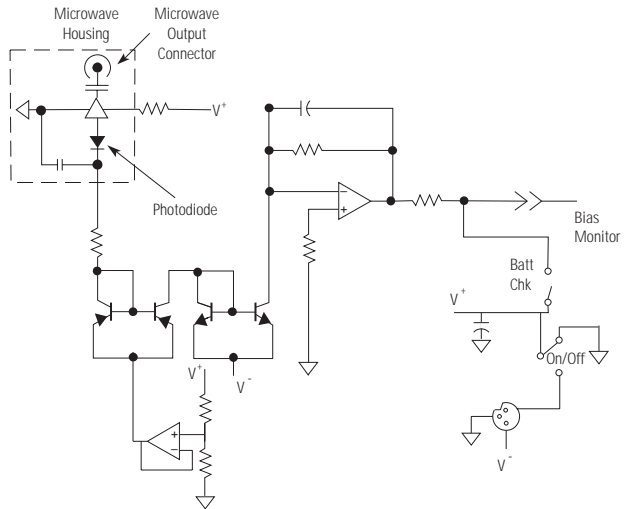 Microwave
Housing
Microwave
Output
Connector
V+
Photodiode
−
+
Bias
Monitor
Batt
Chk
V+
On/Off
V+
V-
+
−
V-